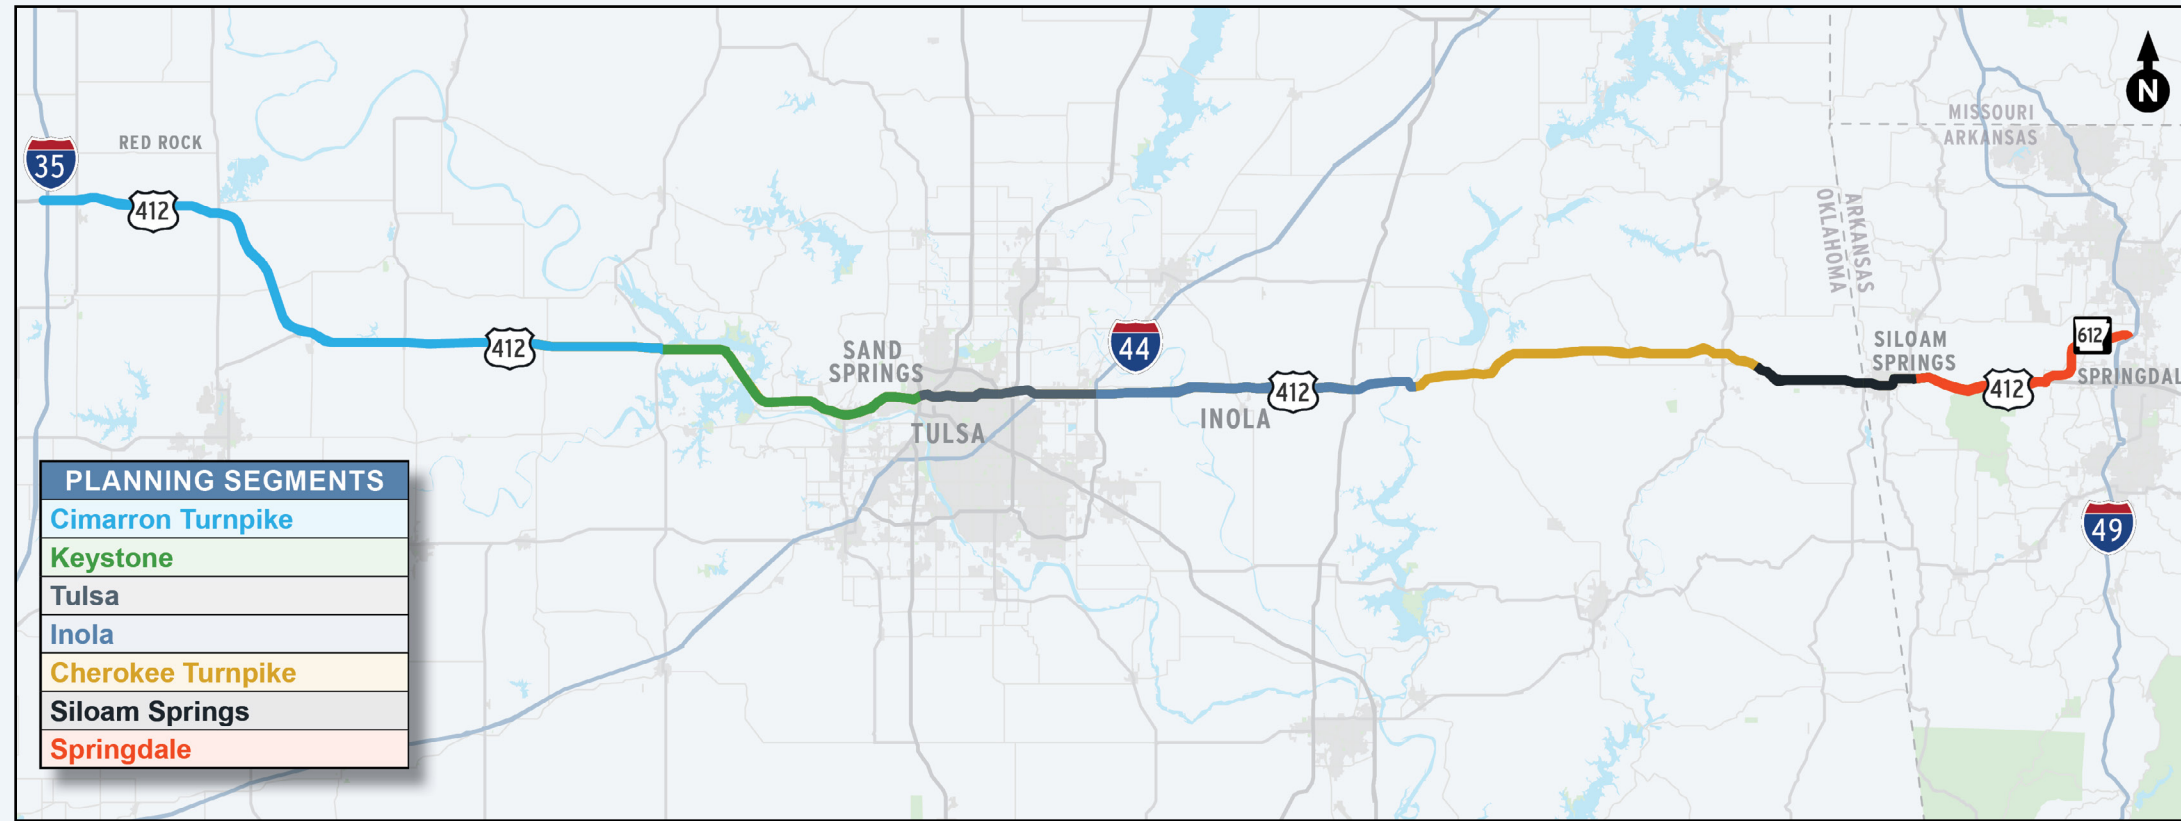 MISSOURI
ARKANSAS
N
RED ROCK
35
412
ARKANSAS
OKLAHOMA
412
SAND
SPRINGS
44
SILOAM
SPRINGS
612
SPRINGDAL
412
412
INOLA
TULSA
49
PLANNING SEGMENTS
Cimarron Turnpike
Keystone
Tulsa
Inola
Cherokee Turnpike
Siloam Springs
Springdale